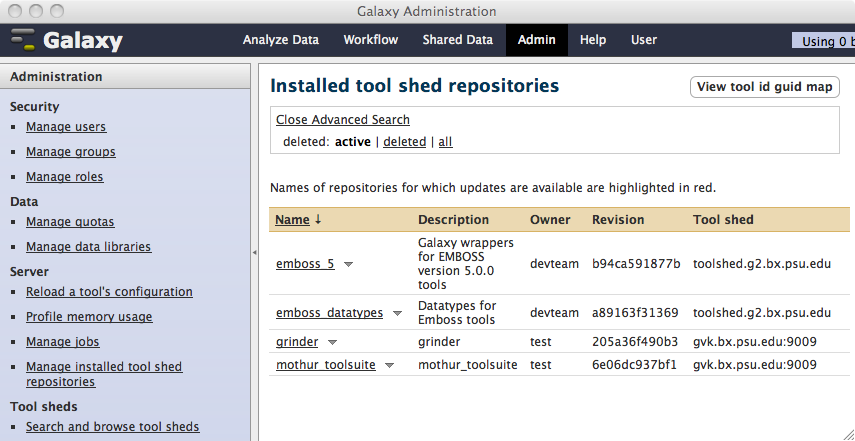 Galaxy Administration
Galaxy
Analyze Data Workflow Shared Data Admin Help User Using 0 b
Administration
Security
Manage users
Manage groups
Manage roles
Data
Manage quotas
Manage data libraries
Server
Reload a tool's configuration
Profile memory usage
Manage jobs
Manage installed tool shed
repositories
Tool sheds
Search and browse tool sheds
Installed tool shed repositories
View tool id guid map
Close Advanced Search
deleted: active | deleted | all
Names of repositories for which updates are available are highlighted in red.
Name ↓ Description Owner Revision Tool shed
emboss_5 Galaxy wrappers for EMBOSS version 5.0.0 tools devteam b94ca591877b toolshed.g2.bx.psu.edu
emboss_datatypes Datatypes for Emboss tools devteam a89163f31369 toolshed.g2.bx.psu.edu
grinder grinder test 205a36f490b3 gvk.bx.psu.edu:9009
mothur_toolsuite mothur_toolsuite test 6e06dc937bf1 gvk.bx.psu.edu:9009